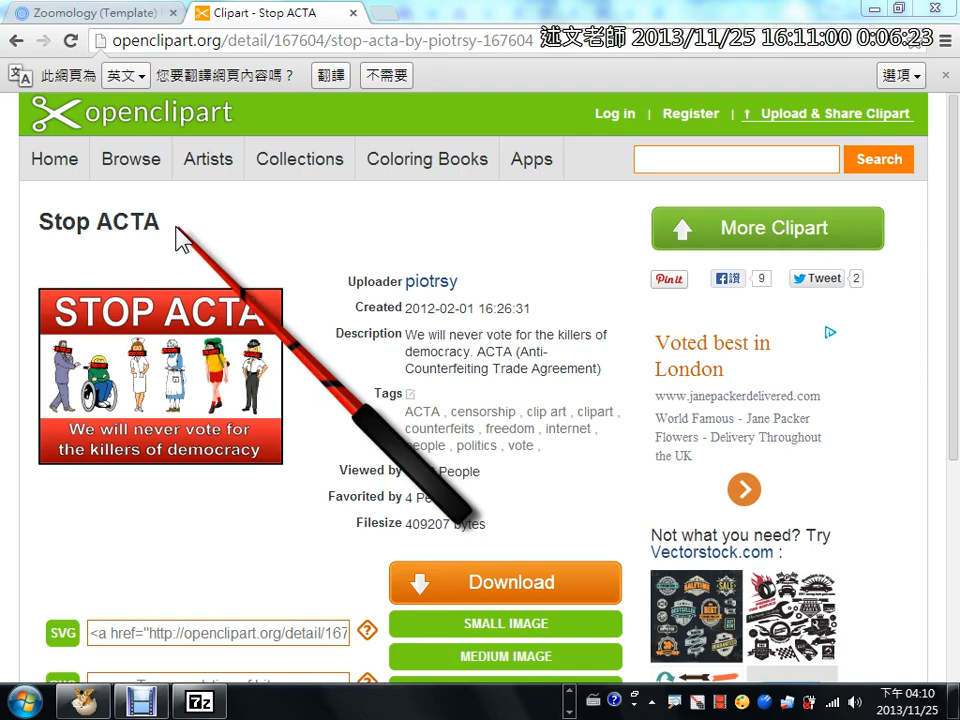 Zoomology (Template)
Clipart - Stop ACTA
openclipart.org/detail/167604/stop-acta-by-piotrsy-167604
述文老師 2013/11/25 16:11:00 0:06:23
此網頁為 英文 您要翻譯網頁內容嗎？ 翻譯 不需要 選項
openclipart
Log in | Register | Upload & Share Clipart
Home Browse Artists Collections Coloring Books Apps Search
Stop ACTA
More Clipart
Pin it
讚 9
Tweet 2
STOP ACTA
We will never vote for
the killers of democracy
Uploader piotrsy
Created 2012-02-01 16:26:31
Description We will never vote for the killers of
democracy. ACTA (Anti-
Counterfeiting Trade Agreement)
Tags
ACTA , censorship , clip art , clipart ,
counterfeits , freedom , internet ,
people , politics , vote ,
Viewed by People
Favorited by 4
Filesize 409207 bytes
Voted best in
London
www.janepackerdelivered.com
World Famous - Jane Packer
Flowers - Delivery Throughout
the UK
Not what you need? Try
Vectorstock.com :
Download
SMALL IMAGE
MEDIUM IMAGE
SVG <a href="http://openclipart.org/detail/167
7z
下午 04:10
2013/11/25